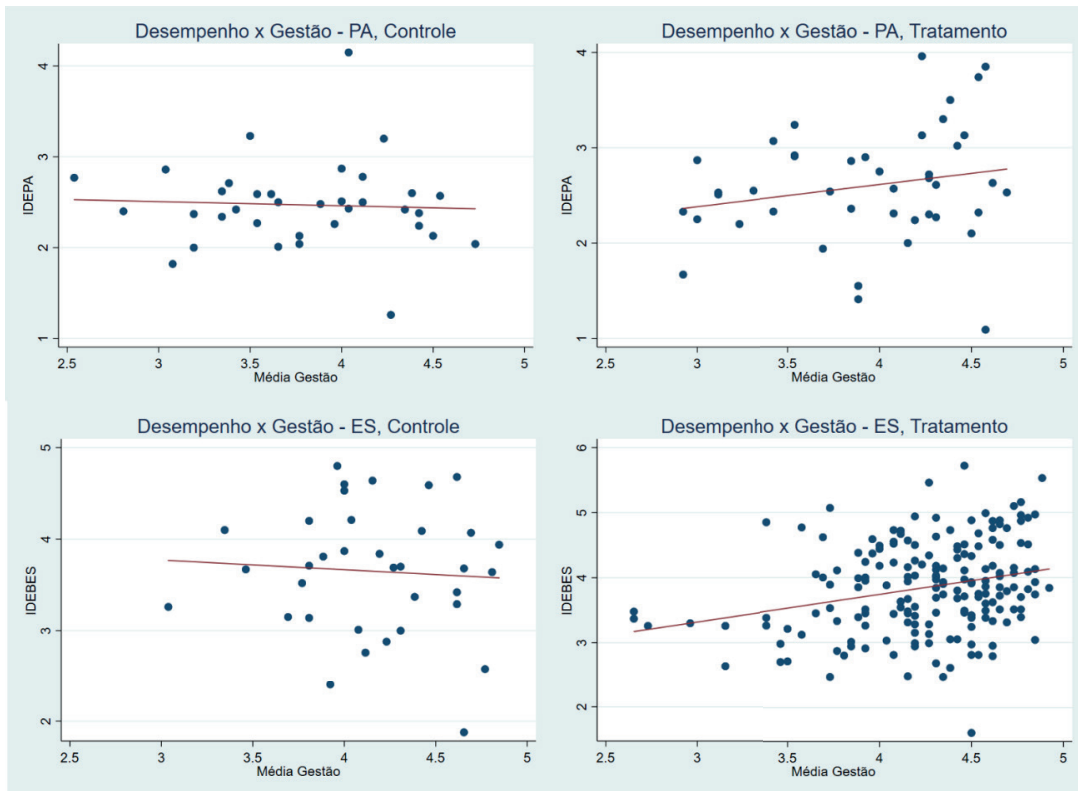 Desempenho x Gestão - PA, Controle
IDEPA
4
3
2
1
2.5 3 3.5 4 4.5 5
Média Gestão
Desempenho x Gestão - PA, Tratamento
IDEPA
4
3
2
1
2.5 3 3.5 4 4.5 5
Média Gestão
Desempenho x Gestão - ES, Controle
IDEBES
5
4
3
2
2.5 3 3.5 4 4.5 5
Média Gestão
Desempenho x Gestão - ES, Tratamento
IDEBES
6
5
4
3
2
2.5 3 3.5 4 4.5 5
Média Gestão